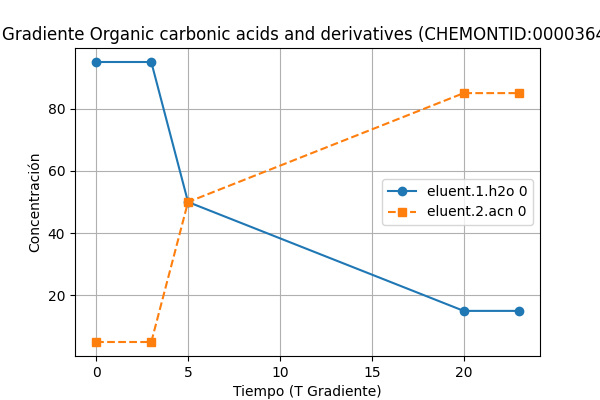 Gradiente Organic carbonic acids and derivatives (CHEMONTID:0000364
Concentración
80
60
40
20
eluent.1.h2o 0
eluent.2.acn 0
0 5 10 15 20
Tiempo (T Gradiente)